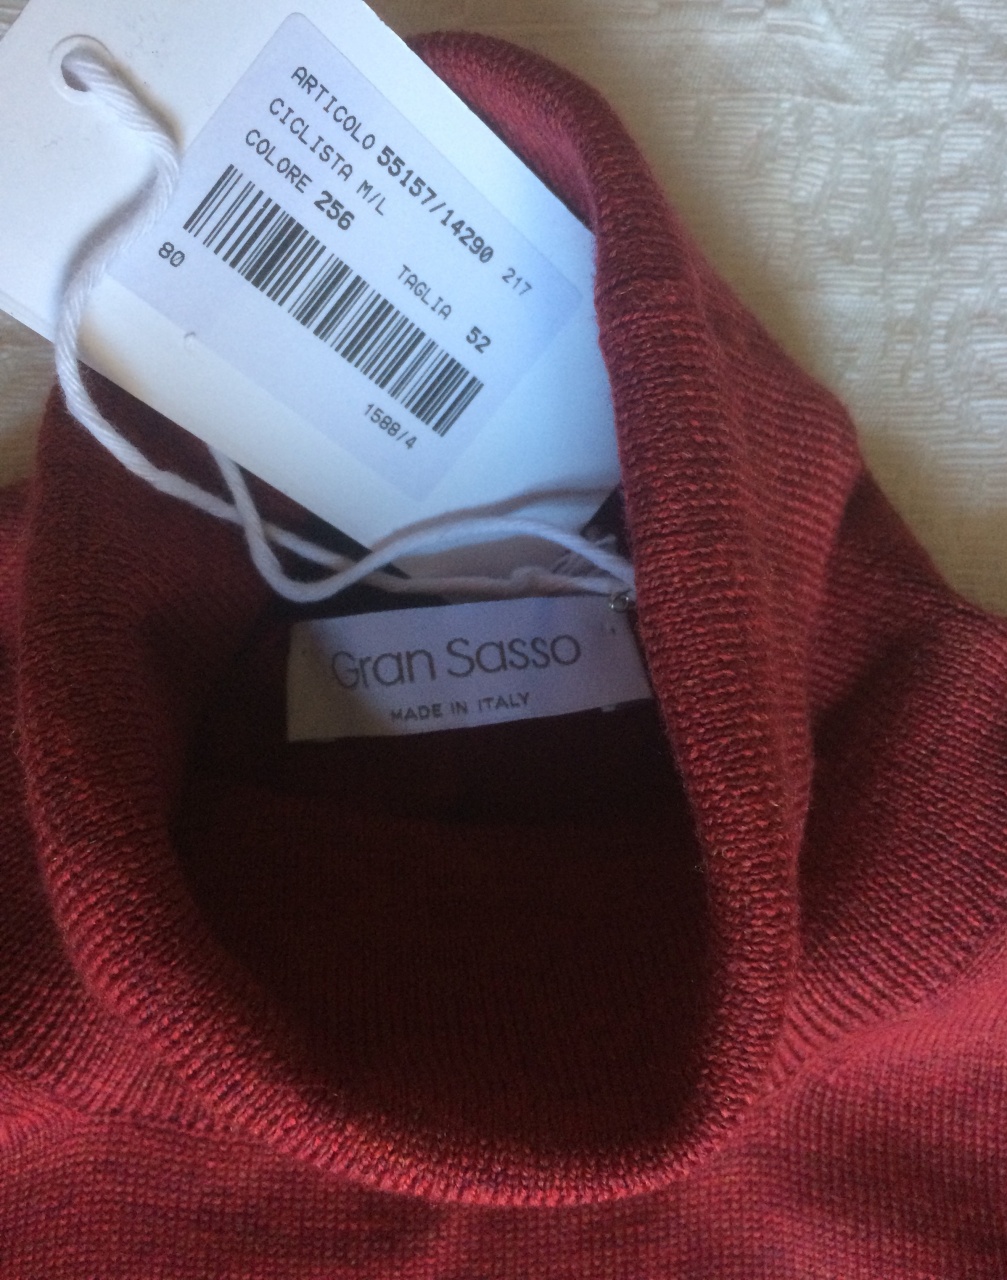 ARTICOLO 55157/14290 217
CICLISTA M/L
COLORE 256
TAGLIA 52
80
1588/4
Gran Sasso
MADE IN ITALY